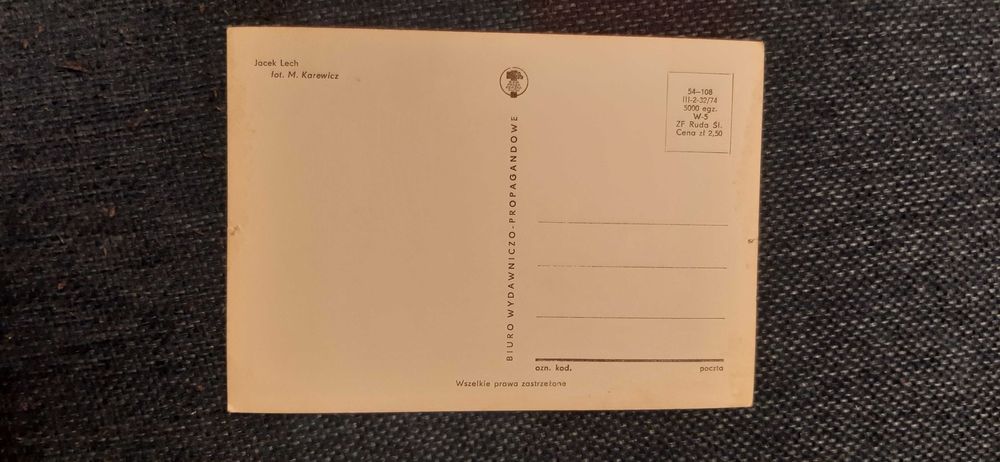 Jacek Lech
fot. M. Karewicz
54—108
III-2-32/74
5000 egz.
W-5
ZF Ruda Śl.
Cena zł 2,50
BIURO WYDAWNICZO-PROPAGANDOWE
ozn. kod.
poczta
Wszelkie prawa zastrzeżone